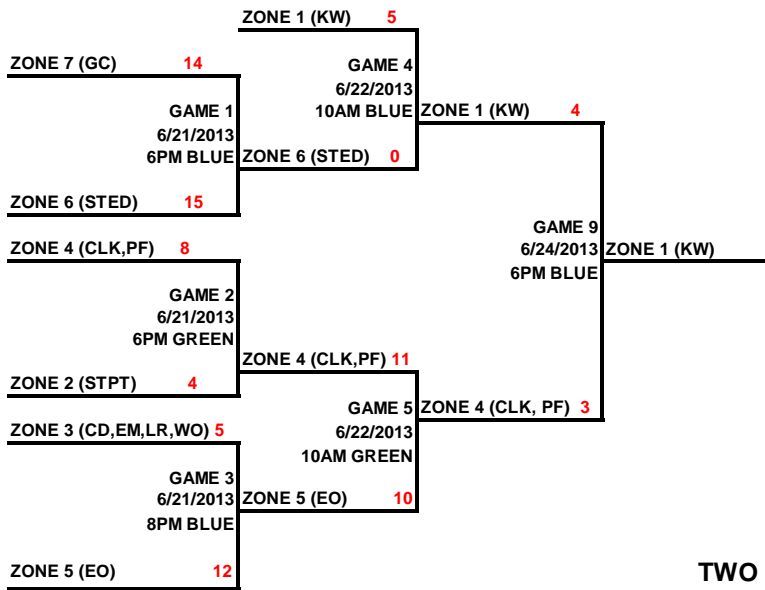 ZONE 1 (KW) 5
ZONE 7 (GC) 14
GAME 4
6/22/2013
10AM BLUE
GAME 1
6/21/2013
6PM BLUE
ZONE 1 (KW) 4
ZONE 6 (STED) 0
ZONE 6 (STED) 15
GAME 9
6/24/2013
6PM BLUE
ZONE 1 (KW)
ZONE 4 (CLK,PF) 8
GAME 2
6/21/2013
6PM GREEN
ZONE 4 (CLK,PF) 11
ZONE 2 (STPT) 4
GAME 5
6/22/2013
10AM GREEN
ZONE 4 (CLK, PF) 3
ZONE 3 (CD,EM,LR,WO) 5
GAME 3
6/21/2013
8PM BLUE
ZONE 5 (EO) 10
ZONE 5 (EO) 12
TWO